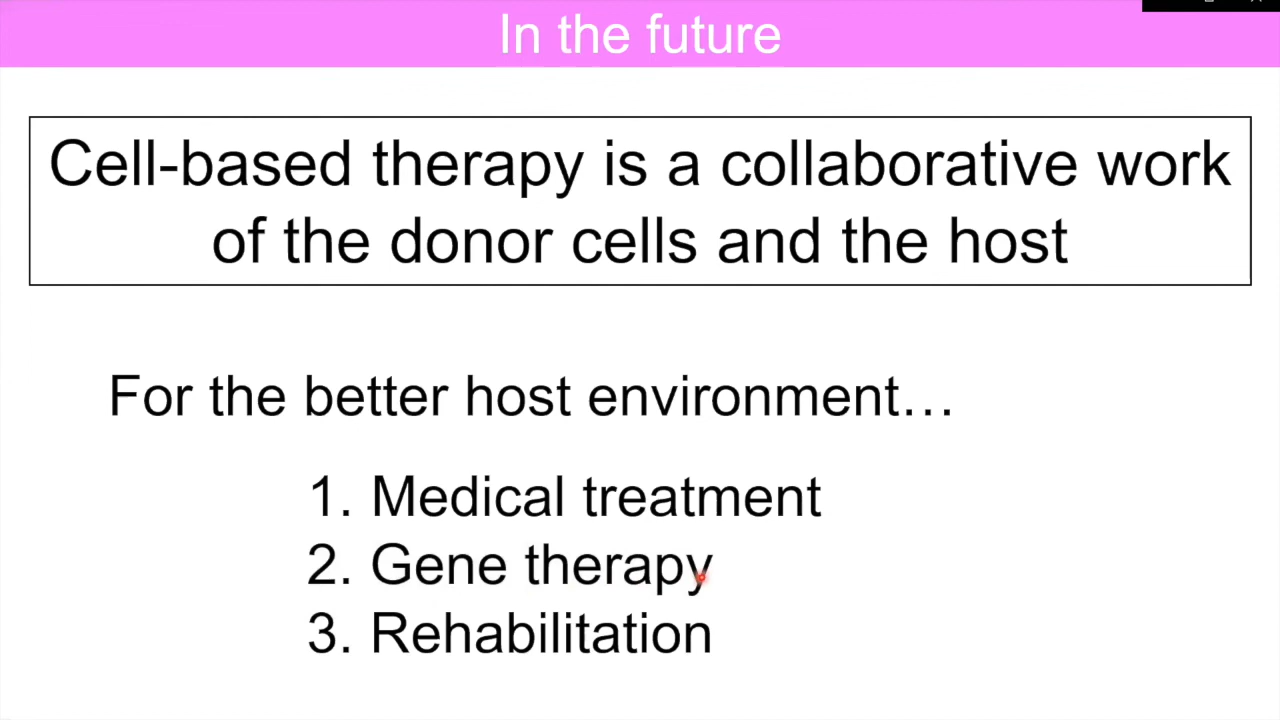 In the future
Cell-based therapy is a collaborative work
of the donor cells and the host
For the better host environment…
1. Medical treatment
2. Gene therapy
3. Rehabilitation